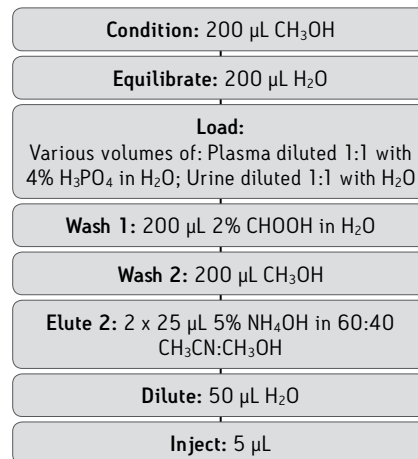 Condition: 200 µL CH₃OH
Equilibrate: 200 µL H₂O
Load:
Various volumes of: Plasma diluted 1:1 with
4% H₃PO₄ in H₂O; Urine diluted 1:1 with H₂O
Wash 1: 200 µL 2% CHOOH in H₂O
Wash 2: 200 µL CH₃OH
Elute 2: 2 x 25 µL 5% NH₄OH in 60:40
CH₃CN:CH₃OH
Dilute: 50 µL H₂O
Inject: 5 µL